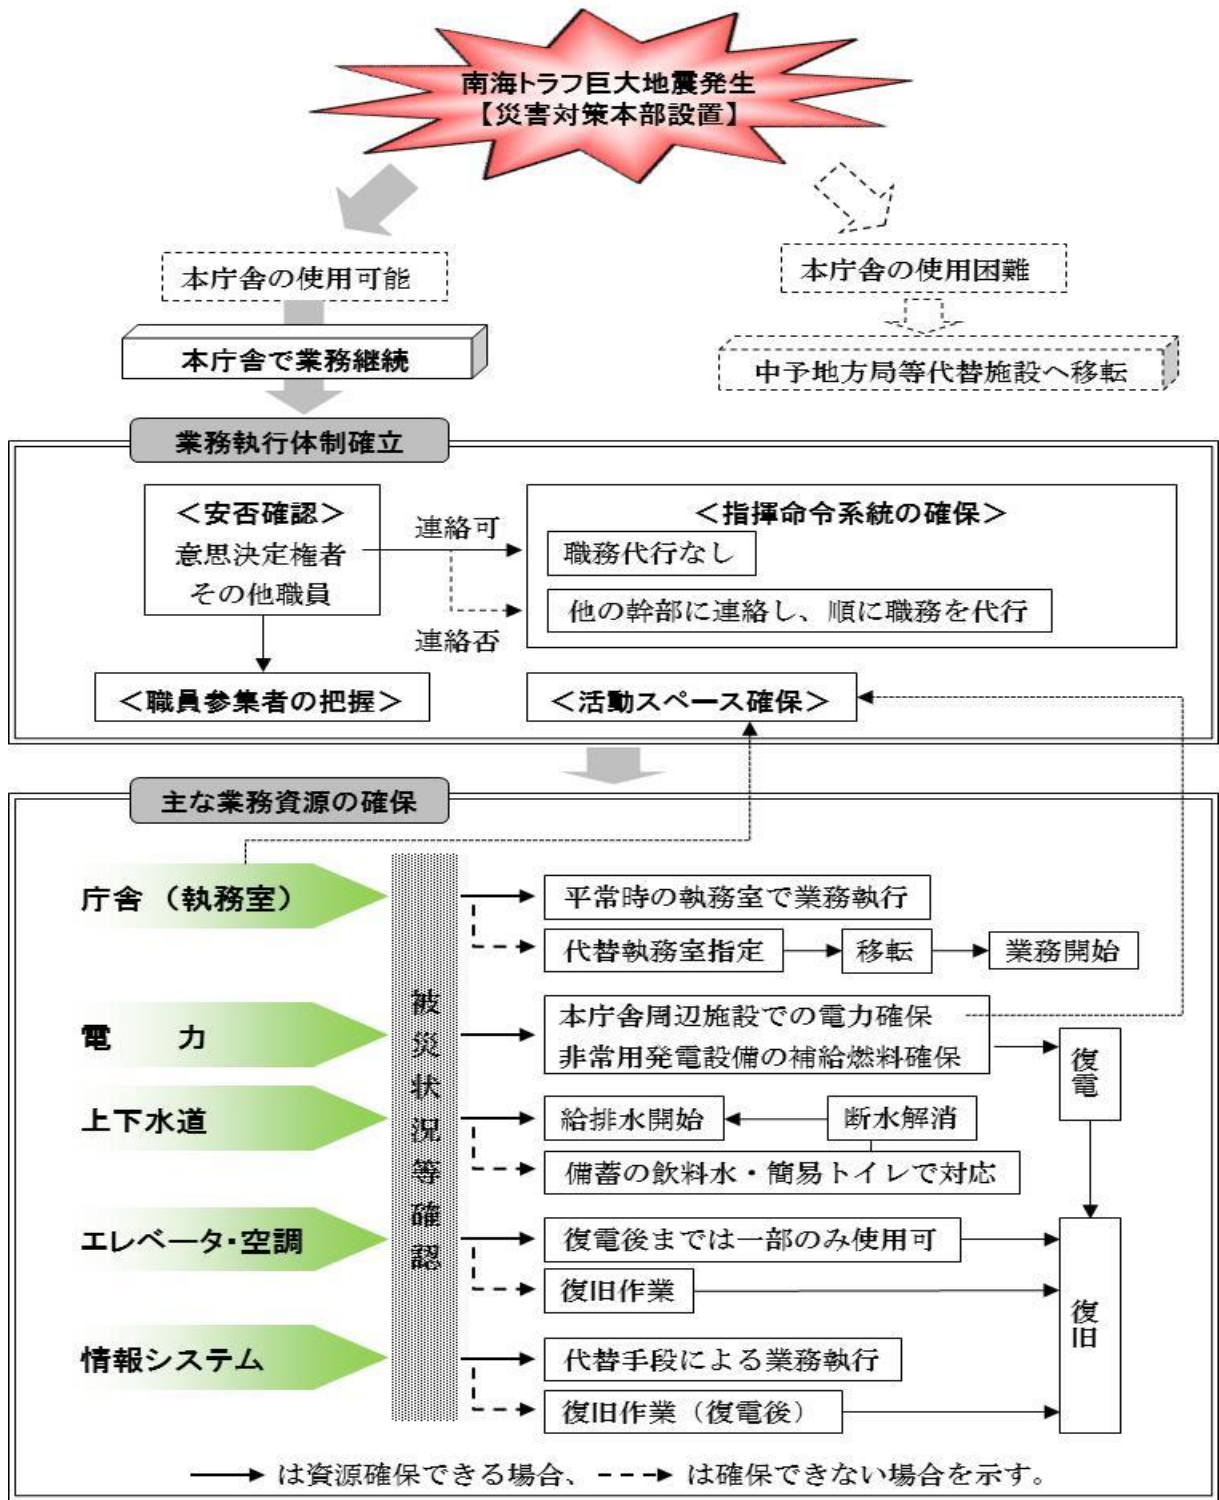 南海トラフ巨大地震発生
【災害対策本部設置】
本庁舎の使用可能
本庁舎の使用困難
本庁舎で業務継続
中予地方局等代替施設へ移転
業務執行体制確立
＜安否確認＞
意思決定権者
その他職員
連絡可
連絡否
＜指揮命令系統の確保＞
職務代行なし
他の幹部に連絡し、順に職務を代行
＜職員参集者の把握＞
＜活動スペース確保＞
主な業務資源の確保
被災状況等確認
庁舎（執務室）
平常時の執務室で業務執行
代替執務室指定
移転
業務開始
電　　力
本庁舎周辺施設での電力確保
非常用発電設備の補給燃料確保
復電
上下水道
給排水開始
断水解消
備蓄の飲料水・簡易トイレで対応
エレベータ・空調
復電後までは一部のみ使用可
復旧作業
復旧
情報システム
代替手段による業務執行
復旧作業（復電後）
は資源確保できる場合、 は確保できない場合を示す。